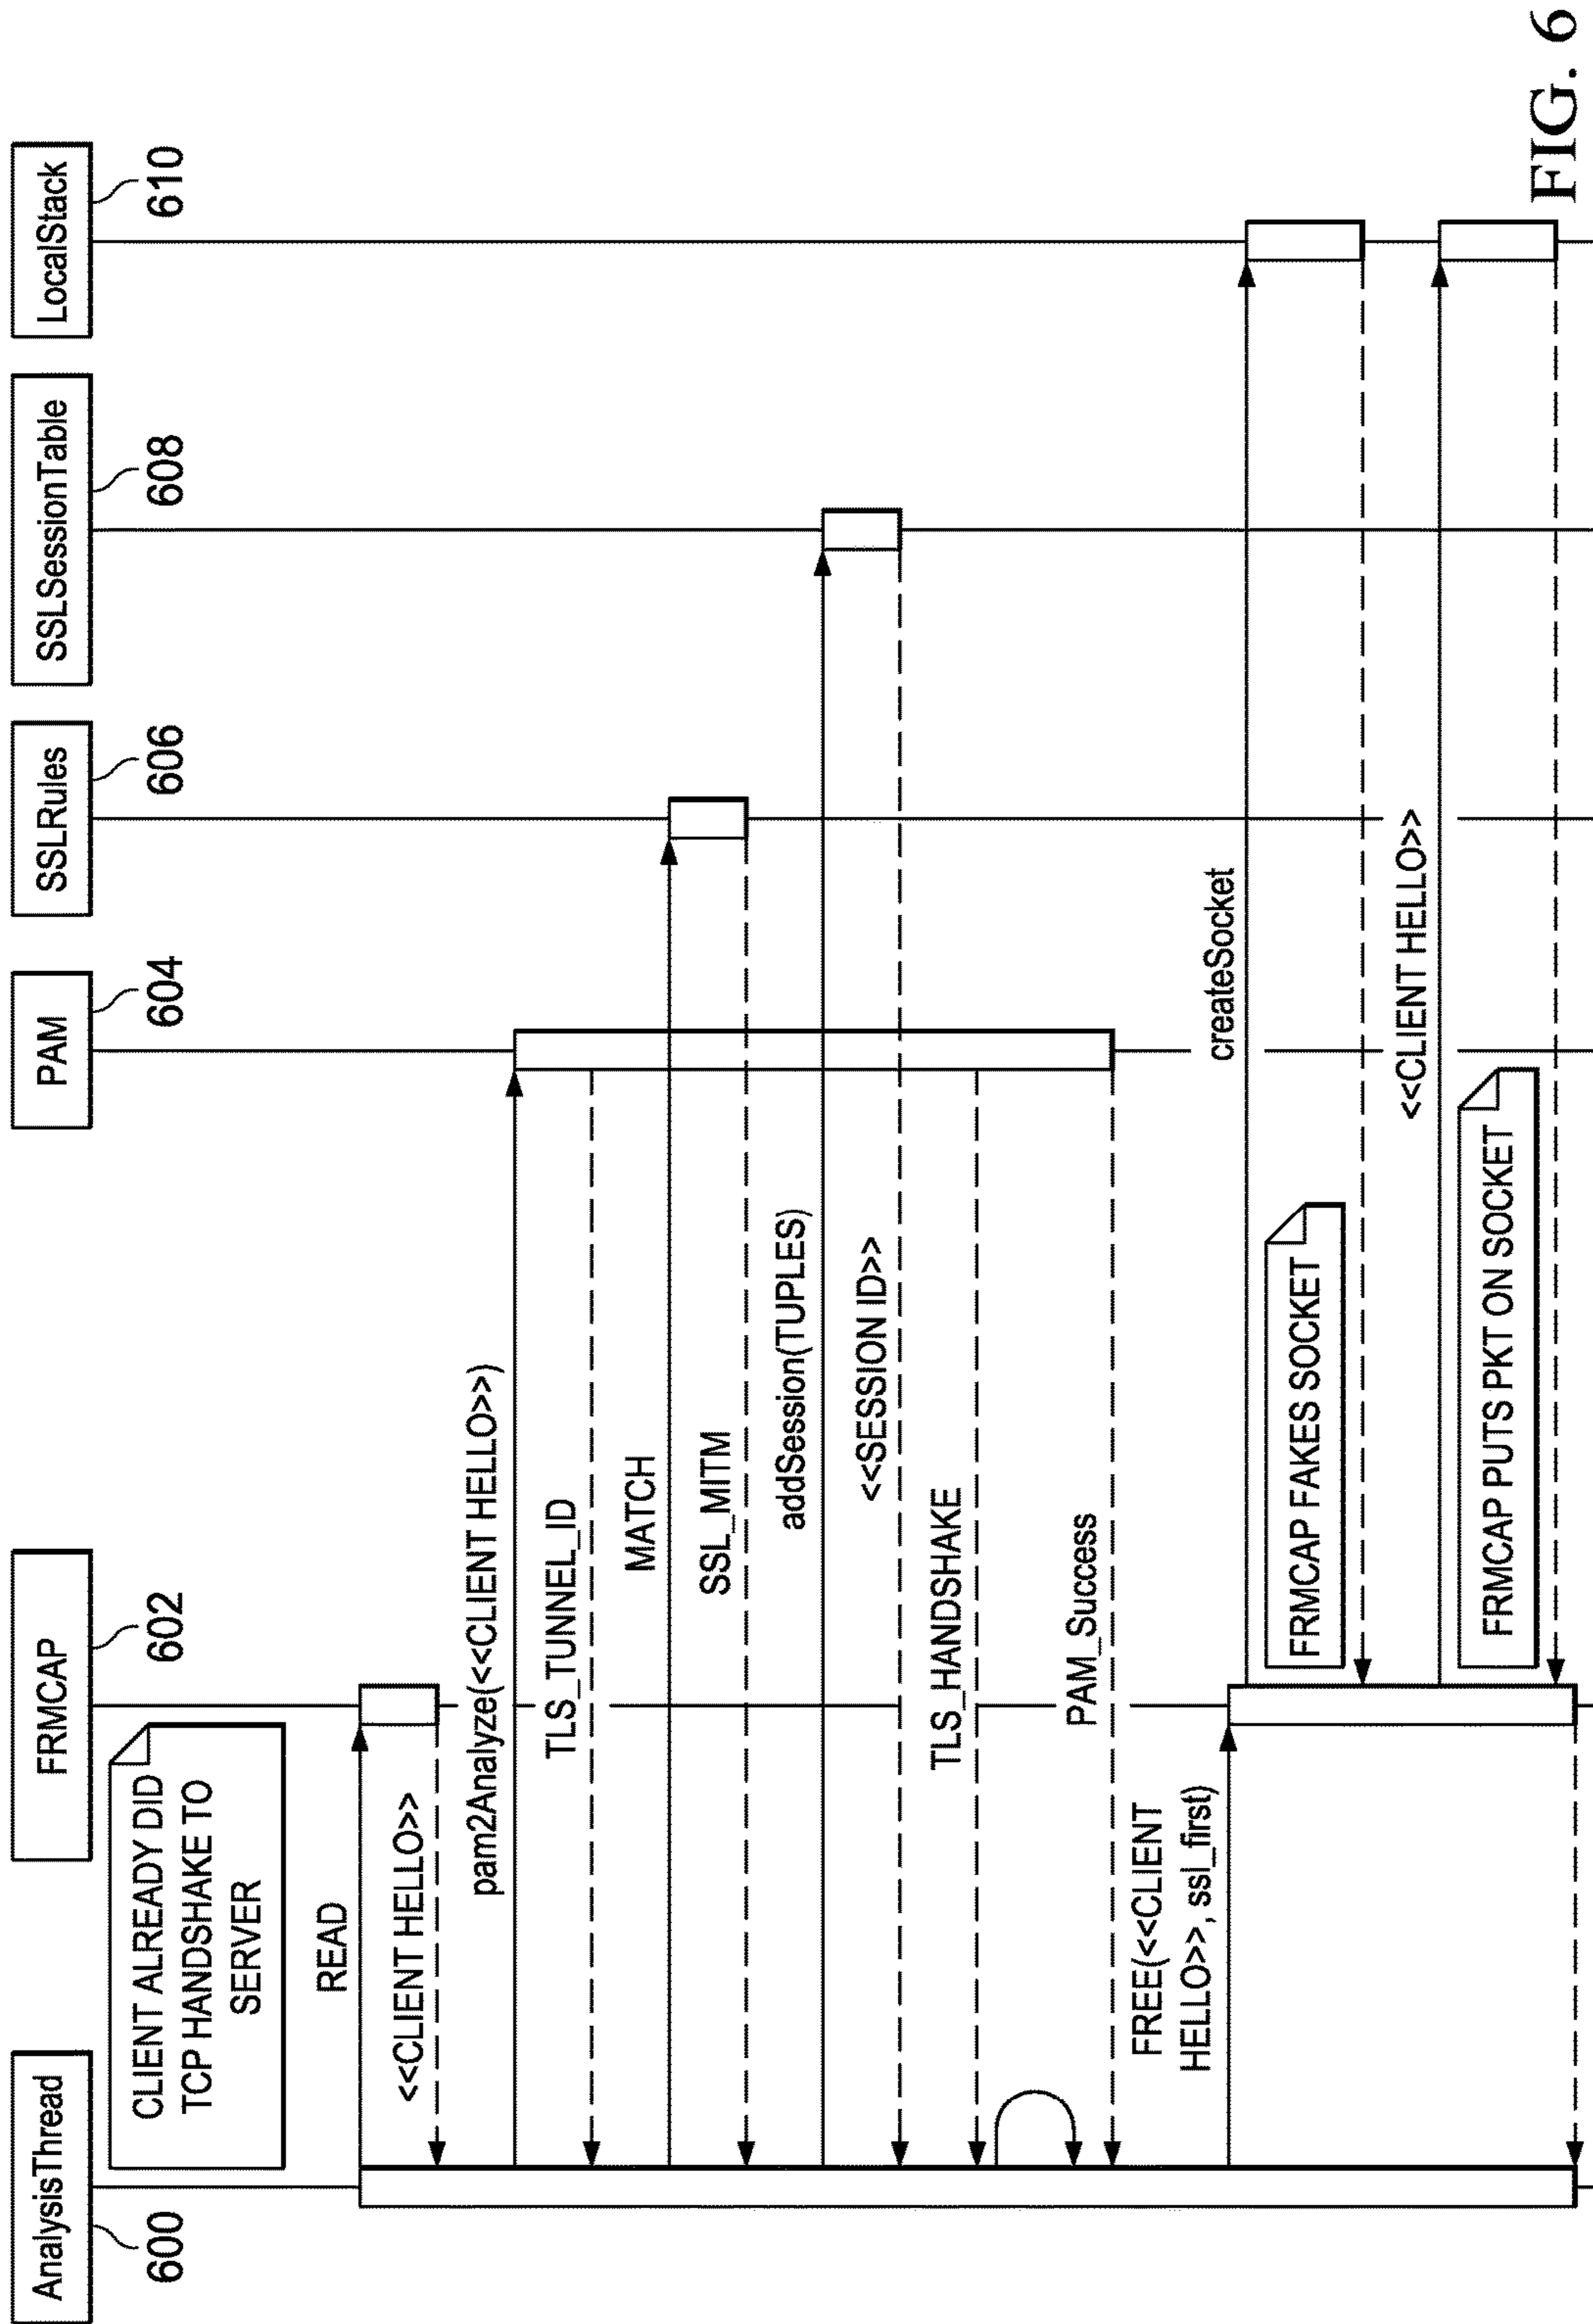 AnalysisThread
600
FRMCAP
602
PAM
604
SSLRules
606
SSLSessionTable
608
LocalStack
610
CLIENT ALREADY DID
TCP HANDSHAKE TO
SERVER
READ
<<CLIENT HELLO>>
pam2Analyze(<<CLIENT HELLO>>)
TLS_TUNNEL_ID
MATCH
SSL_MITM
addSession(TUPLES)
<<SESSION ID>>
TLS_HANDSHAKE
PAM_Success
FREE(<<CLIENT
HELLO>>, ssl_first)
createSocket
FRMCAP FAKES SOCKET
<<CLIENT HELLO>>
FRMCAP PUTS PKT ON SOCKET
FIG. 6